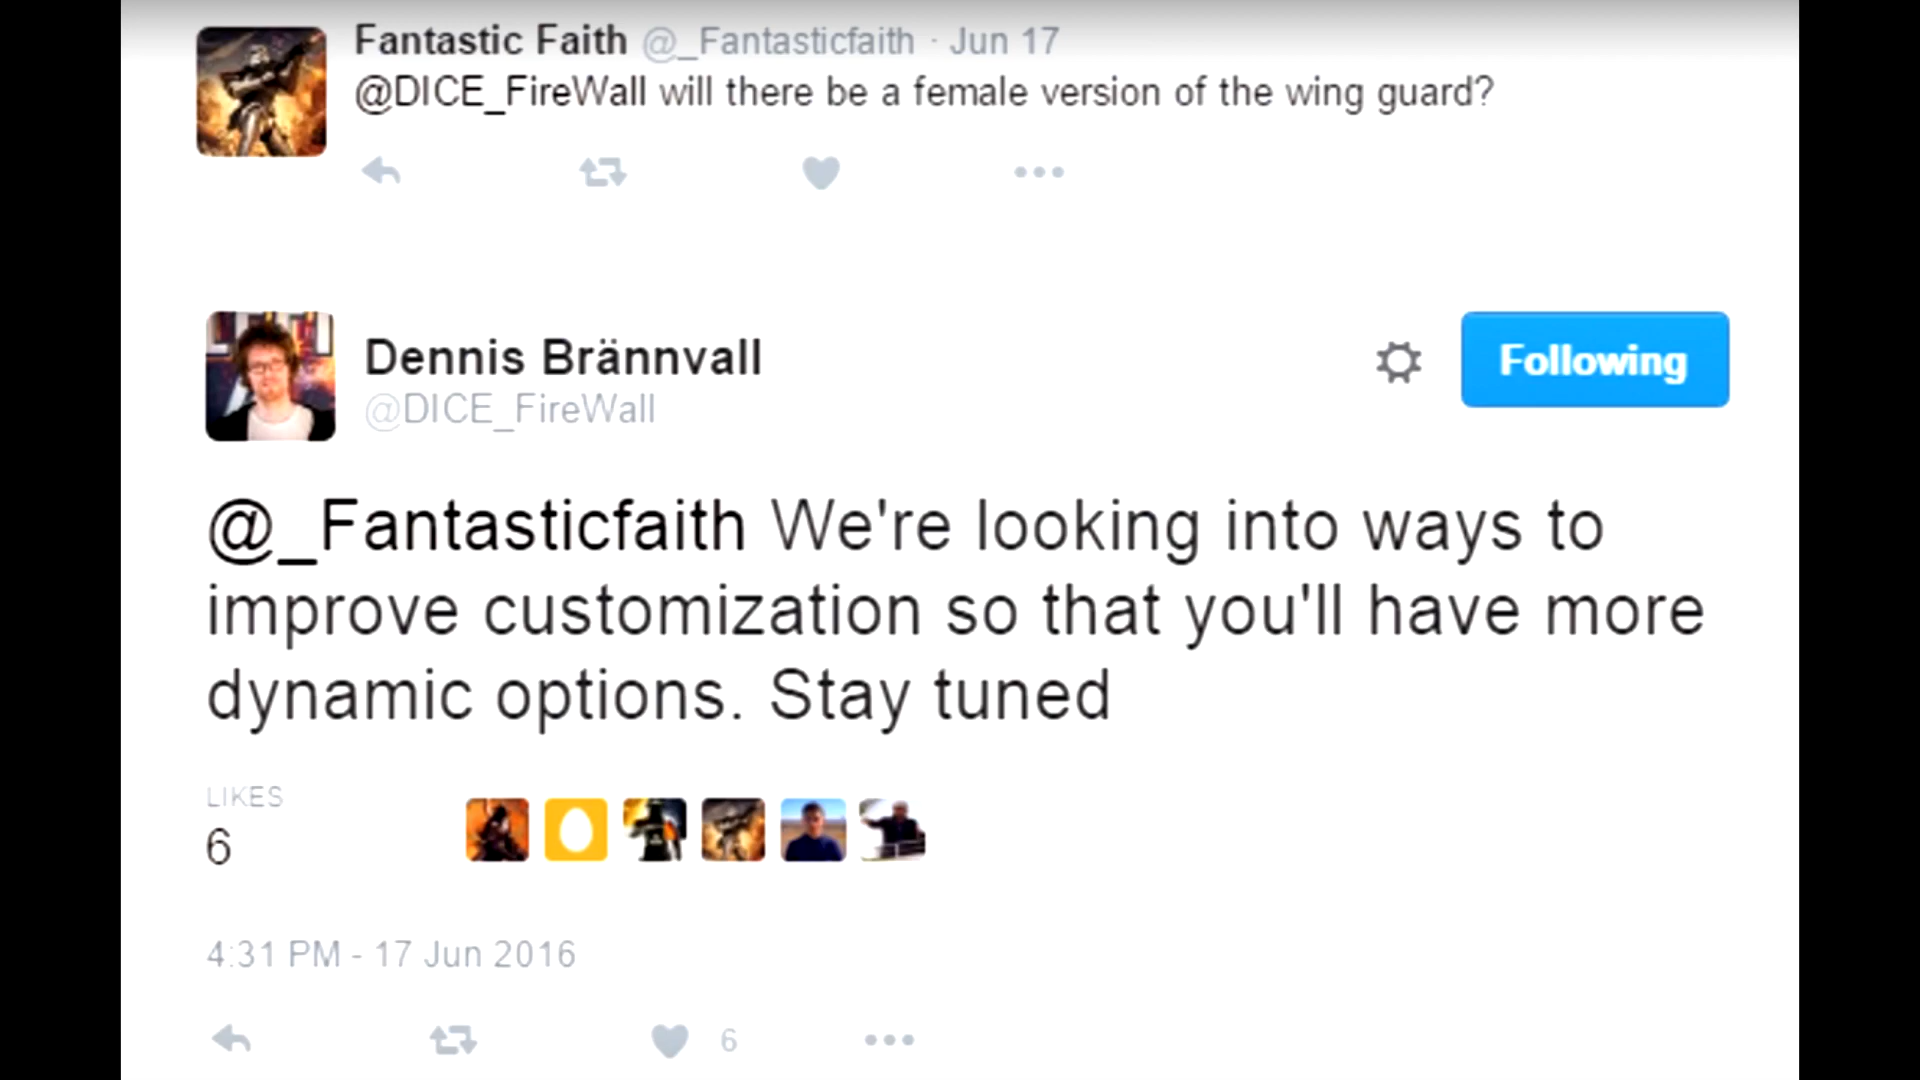 Fantastic Faith @_Fantasticfaith · Jun 17
@DICE_FireWall will there be a female version of the wing guard?
Dennis Brännvall
@DICE_FireWall
Following
@_Fantasticfaith We're looking into ways to
improve customization so that you'll have more
dynamic options. Stay tuned
LIKES
6
4:31 PM - 17 Jun 2016
6